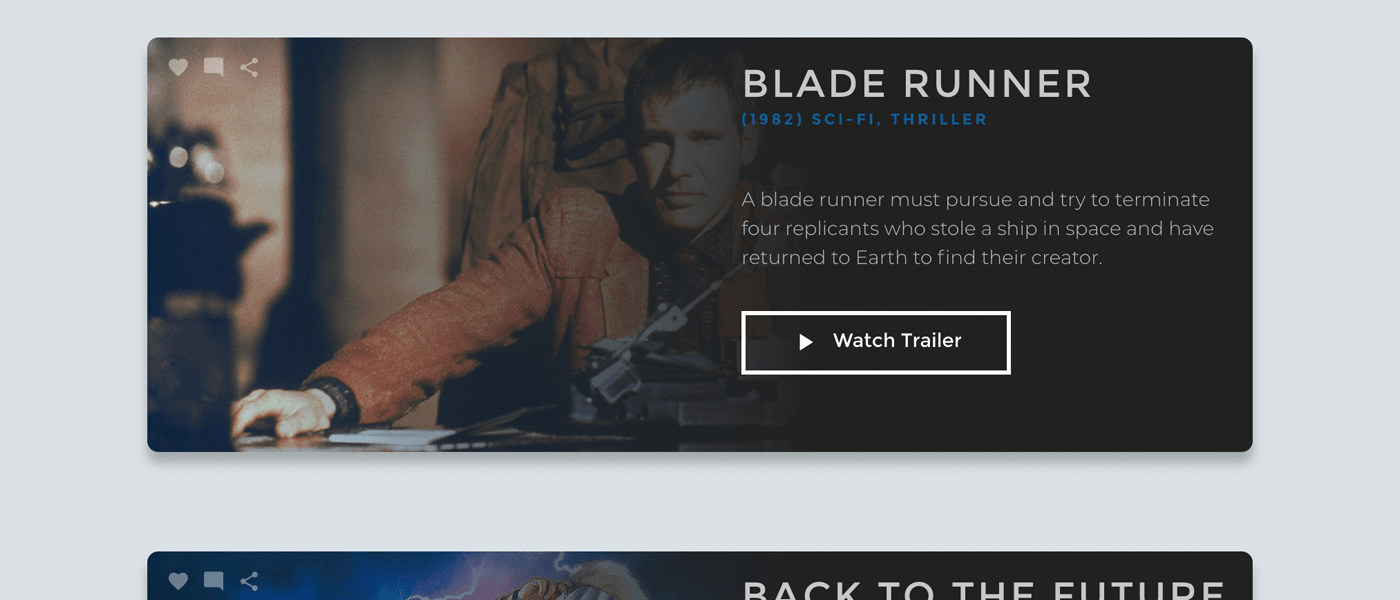 BLADE RUNNER
(1982) SCI-FI, THRILLER
A blade runner must pursue and try to terminate
four replicants who stole a ship in space and have
returned to Earth to find their creator.
Watch Trailer
BACK TO THE FUTURE